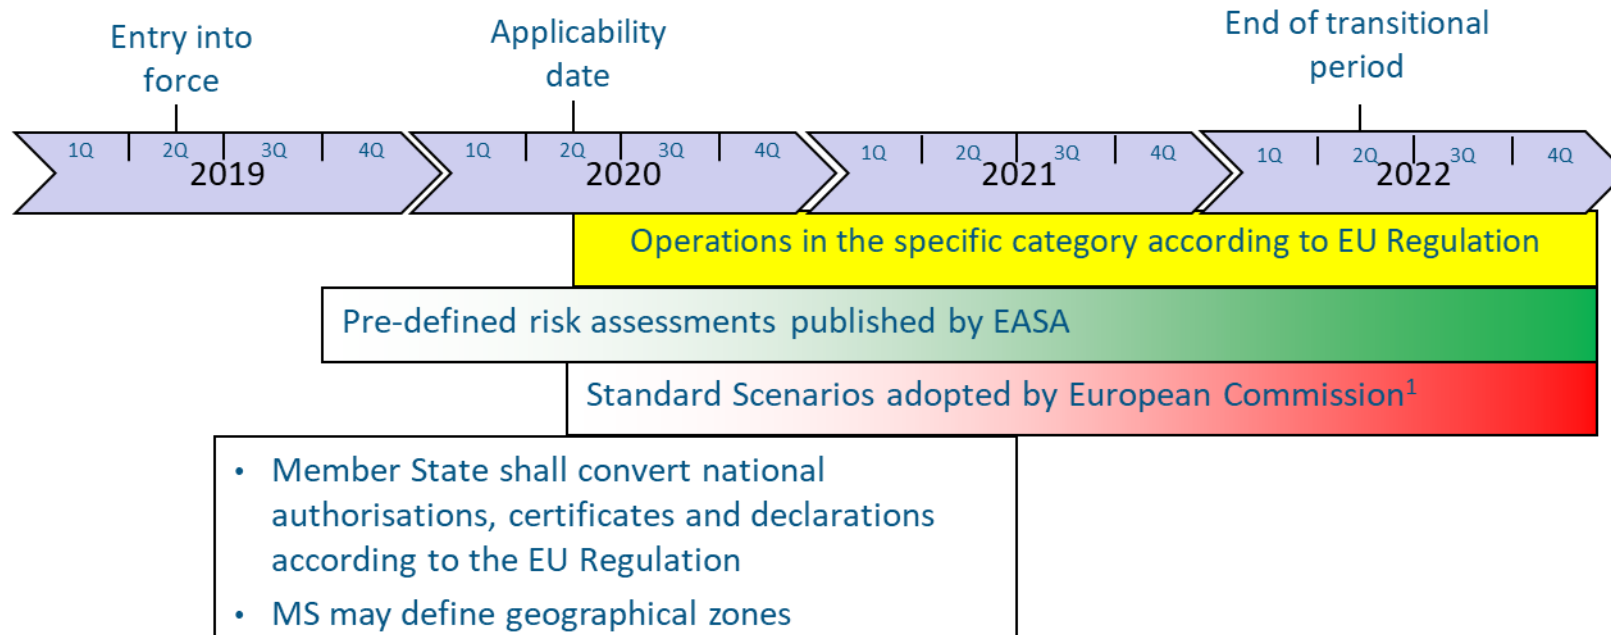 Entry into
force
Applicability
date
End of transitional
period
1Q 2Q 3Q 4Q 1Q 2Q 3Q 4Q 1Q 2Q 3Q 4Q 1Q 2Q 3Q 4Q
2019 2020 2021 2022
Operations in the specific category according to EU Regulation
Pre-defined risk assessments published by EASA
Standard Scenarios adopted by European Commission¹
• Member State shall convert national
authorisations, certificates and declarations
according to the EU Regulation
• MS may define geographical zones